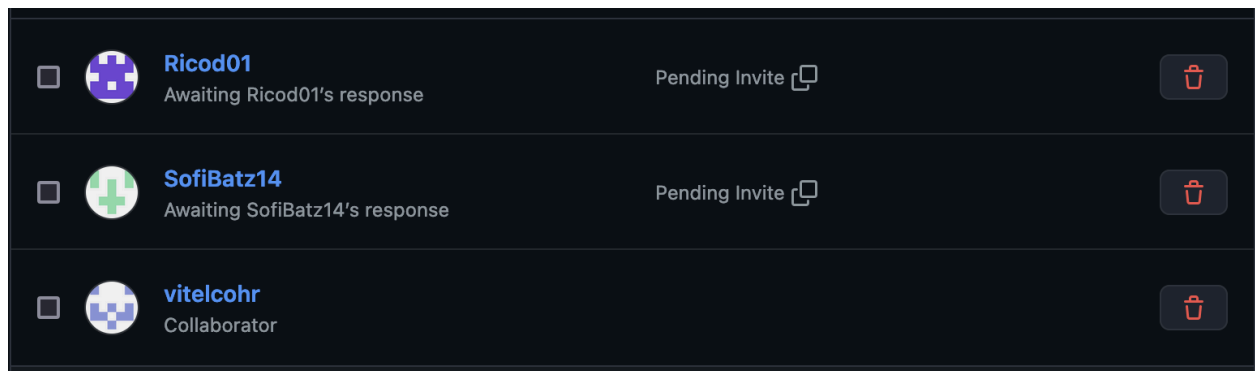 Ricod01
Awaiting Ricod01's response
Pending Invite
SofiBatz14
Awaiting SofiBatz14's response
Pending Invite
vitelcohr
Collaborator